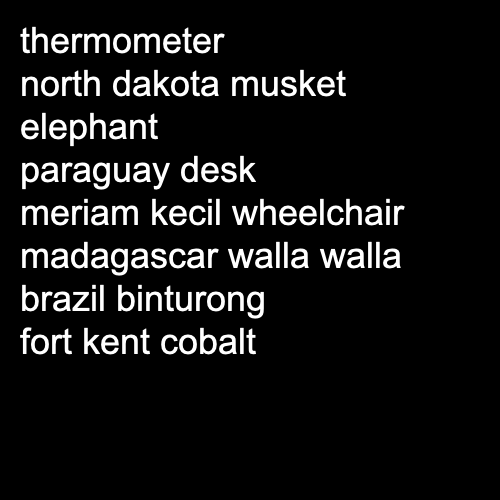 thermometer
north dakota musket
elephant
paraguay desk
meriam kecil wheelchair
madagascar walla walla
brazil binturong
fort kent cobalt